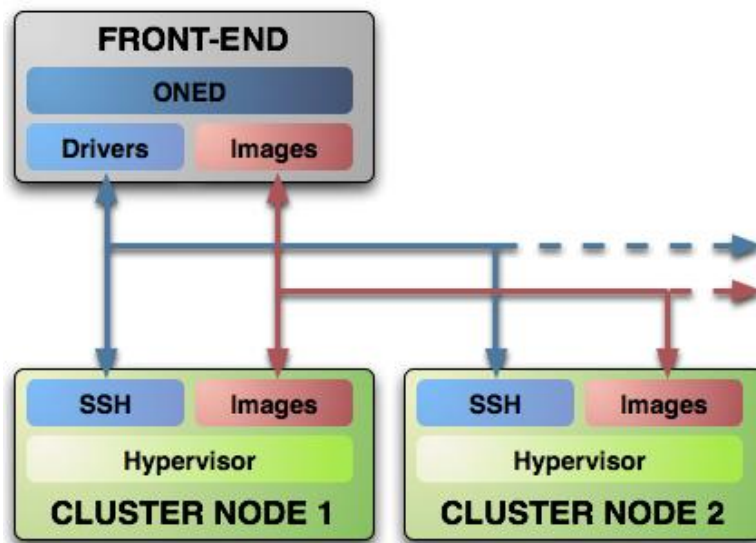 FRONT-END
ONED
Drivers Images
SSH Images
Hypervisor
CLUSTER NODE 1
SSH Images
Hypervisor
CLUSTER NODE 2